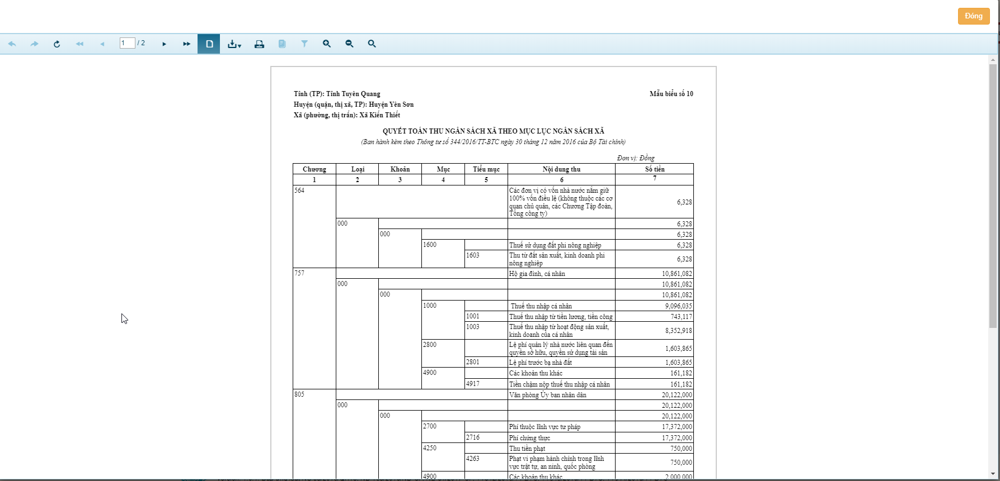 Đóng
1 / 2
Tỉnh (TP): Tỉnh Tuyên Quang
Mẫu biểu số 10
Huyện (quận, thị xã, TP): Huyện Yên Sơn
Xã (phường, thị trấn): Xã Kiến Thiết
QUYẾT TOÁN THU NGÂN SÁCH XÃ THEO MỤC LỤC NGÂN SÁCH XÃ
(Ban hành kèm theo Thông tư số 344/2016/TT-BTC ngày 30 tháng 12 năm 2016 của Bộ Tài chính)
Đơn vị: Đồng
Chương Loại Khoản Mục Tiểu mục Nội dung thu Số tiền
1 2 3 4 5 6 7
564 Các đơn vị có vốn nhà nước nắm giữ
100% vốn điều lệ (không thuộc các cơ
quan chủ quản, các Chương Tập đoàn,
Tổng công ty) 6,328
000 6,328
000 6,328
1600 Thuế sử dụng đất phi nông nghiệp 6,328
1603 Thu từ đất sản xuất, kinh doanh phi
nông nghiệp 6,328
757 Hộ gia đình, cá nhân 10,861,082
000 10,861,082
000 10,861,082
1000 Thuế thu nhập cá nhân 9,096,035
1001 Thuế thu nhập từ tiền lương, tiền công 743,117
1003 Thuế thu nhập từ hoạt động sản xuất,
kinh doanh của cá nhân 8,352,918
2800 Lệ phí quản lý nhà nước liên quan đến
quyền sở hữu, quyền sử dụng tài sản 1,603,865
2801 Lệ phí trước bạ nhà đất 1,603,865
4900 Các khoản thu khác 161,182
4917 Tiền chậm nộp thuế thu nhập cá nhân 161,182
805 Văn phòng Ủy ban nhân dân 20,122,000
000 20,122,000
000 20,122,000
2700 Phí thuộc lĩnh vực tư pháp 17,372,000
2716 Phí chứng thực 17,372,000
4250 Thu tiền phạt 750,000
4263 Phạt vi phạm hành chính trong lĩnh
vực trật tự, an ninh, quốc phòng 750,000
4900 Các khoản thu khác 2,000,000